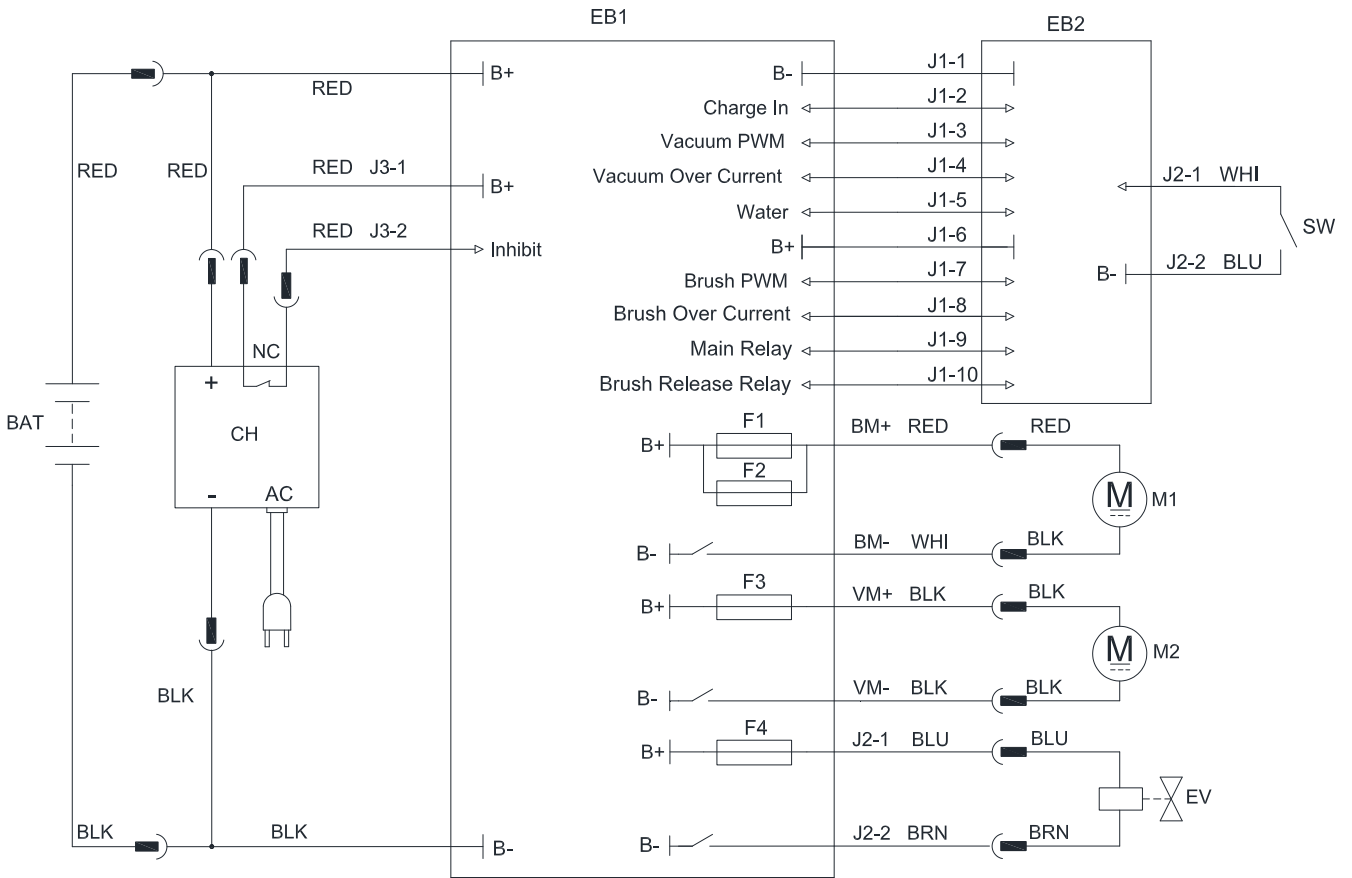 EB1
EB2
RED
B+
B-
J1-1
Charge In
J1-2
Vacuum PWM
J1-3
RED
RED
RED J3-1
B+
Vacuum Over Current
J1-4
J2-1 WHI
Water
J1-5
SW
RED J3-2
Inhibit
B+
J1-6
B-
J2-2 BLU
Brush PWM
J1-7
Brush Over Current
J1-8
Main Relay
J1-9
NC
Brush Release Relay
J1-10
BAT
+
CH
-
AC
B+
F1
F2
BM+ RED
RED
M
M1
B-
BM- WHI
BLK
B+
F3
VM+ BLK
BLK
M
M2
BLK
B-
VM- BLK
BLK
B+
F4
J2-1 BLU
BLU
EV
BLK
BLK
B-
B-
J2-2 BRN
BRN